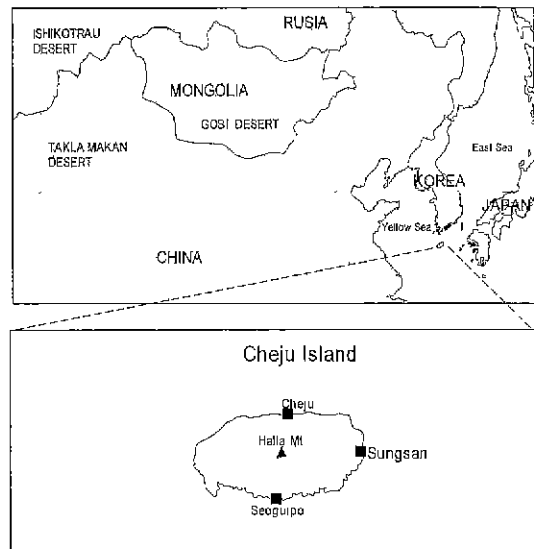 ISHIKOTRAU
DESERT
RUSIA
MONGOLIA
GOBI DESERT
TAKLA MAKAN
DESERT
East Sea
KOREA
JAPAN
Yellow Sea
CHINA
Cheju Island
Cheju
Halla Mt
Sungsan
Seoguipo